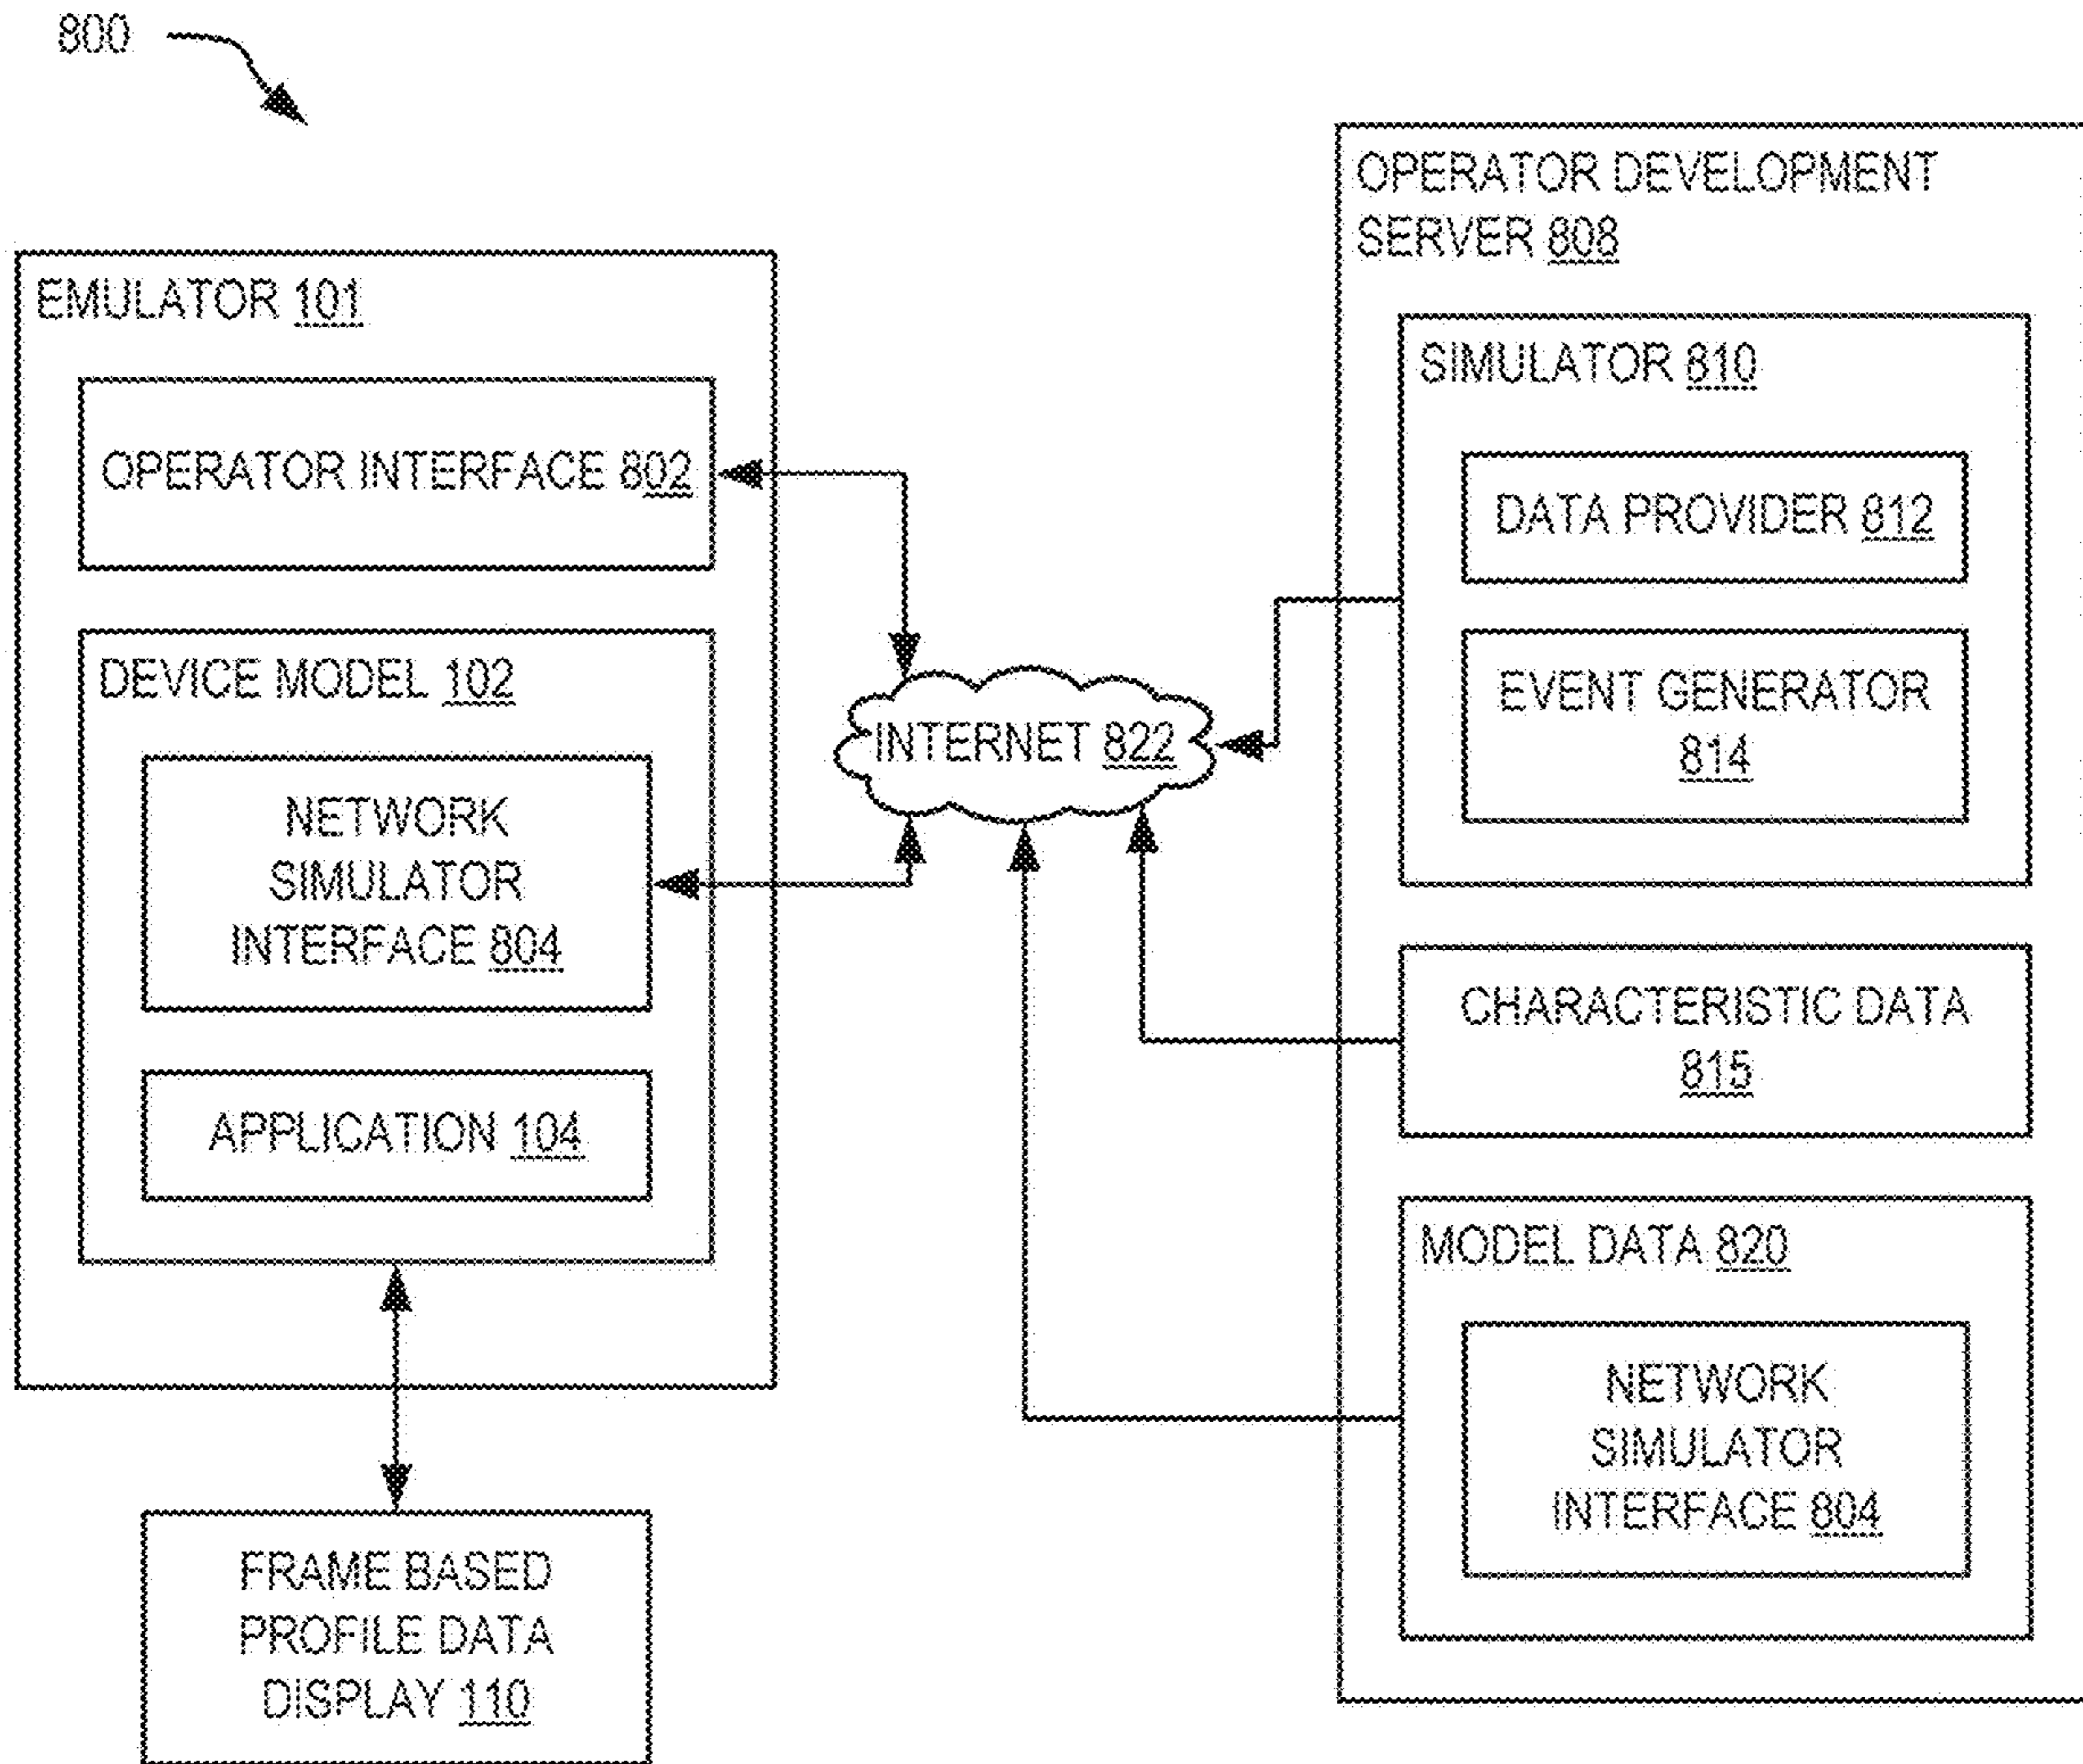 800
EMULATOR 101
OPERATOR INTERFACE 802
DEVICE MODEL 102
NETWORK
SIMULATOR
INTERFACE 804
APPLICATION 104
FRAME BASED
PROFILE DATA
DISPLAY 110
INTERNET 822
OPERATOR DEVELOPMENT
SERVER 808
SIMULATOR 810
DATA PROVIDER 812
EVENT GENERATOR
814
CHARACTERISTIC DATA
815
MODEL DATA 820
NETWORK
SIMULATOR
INTERFACE 804